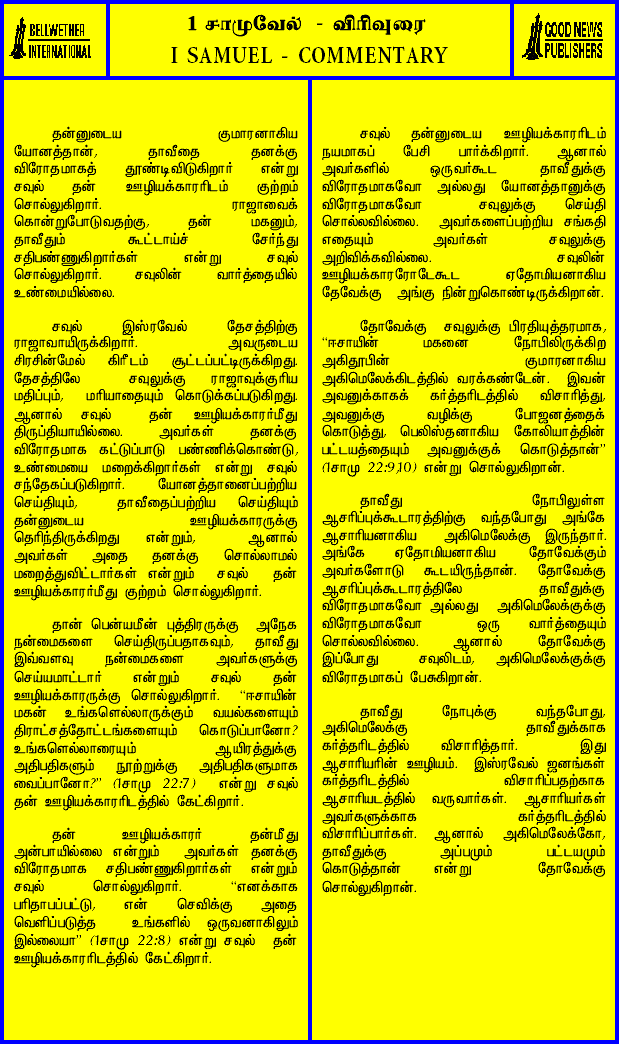 BELLWETHER
INTERNATIONAL
1 சாமுவேல் - விரிவுரை
I SAMUEL - COMMENTARY
GOOD NEWS
PUBLISHERS
தன்னுடைய குமாரனாகிய
யோனத்தான், தாவீதை தனக்கு
விரோதமாகத் தூண்டிவிடுகிறார் என்று
சவுல் தன் ஊழியக்காரரிடம் குற்றம்
சொல்லுகிறார். ராஜாவைக்
கொன்றுபோடுவதற்கு, தன் மகனும்,
தாவீதும் கூட்டாய்ச் சேர்ந்து
சதிபண்ணுகிறார்கள் என்று சவுல்
சொல்லுகிறார். சவுலின் வார்த்தையில்
உண்மையில்லை.
சவுல் இஸ்ரவேல் தேசத்திற்கு
ராஜாவாயிருக்கிறார். அவருடைய
சிரசின்மேல் கிரீடம் சூட்டப்பட்டிருக்கிறது.
தேசத்திலே சவுலுக்கு ராஜாவுக்குரிய
மதிப்பும், மரியாதையும் கொடுக்கப்படுகிறது.
ஆனால் சவுல் தன் ஊழியக்காரர்மீது
திருப்தியாயில்லை. அவர்கள் தனக்கு
விரோதமாக கட்டுப்பாடு பண்ணிக்கொண்டு,
உண்மையை மறைக்கிறார்கள் என்று சவுல்
சந்தேகப்படுகிறார். யோனத்தானைப்பற்றிய
செய்தியும், தாவீதைப்பற்றிய செய்தியும்
தன்னுடைய ஊழியக்காரருக்கு
தெரிந்திருக்கிறது என்றும், ஆனால்
அவர்கள் அதை தனக்கு சொல்லாமல்
மறைத்துவிட்டார்கள் என்றும் சவுல் தன்
ஊழியக்காரர்மீது குற்றம் சொல்லுகிறார்.
தான் பென்யமீன் புத்திரருக்கு அநேக
நன்மைகளை செய்திருப்பதாகவும், தாவீது
இவ்வளவு நன்மைகளை அவர்களுக்கு
செய்யமாட்டார் என்றும் சவுல் தன்
ஊழியக்காரருக்கு சொல்லுகிறார். “ஈசாயின்
மகன் உங்களெல்லாருக்கும் வயல்களையும்
திராட்சத்தோட்டங்களையும் கொடுப்பானோ?
உங்களெல்லாரையும் ஆயிரத்துக்கு
அதிபதிகளும் நூற்றுக்கு அதிபதிகளுமாக
வைப்பானோ?” (1சாமு 22:7) என்று சவுல்
தன் ஊழியக்காரரிடத்தில் கேட்கிறார்.
தன் ஊழியக்காரர் தன்மீது
அன்பாயில்லை என்றும் அவர்கள் தனக்கு
விரோதமாக சதிபண்ணுகிறார்கள் என்றும்
சவுல் சொல்லுகிறார். “எனக்காக
பரிதாபப்பட்டு, என் செவிக்கு அதை
வெளிப்படுத்த உங்களில் ஒருவனாகிலும்
இல்லையா” (1சாமு 22:8) என்று சவுல் தன்
ஊழியக்காரரிடத்தில் கேட்கிறார்.
சவுல் தன்னுடைய ஊழியக்காரரிடம்
நயமாகப் பேசி பார்க்கிறார். ஆனால்
அவர்களில் ஒருவர்கூட தாவீதுக்கு
விரோதமாகவோ அல்லது யோனத்தானுக்கு
விரோதமாகவோ சவுலுக்கு செய்தி
சொல்லவில்லை. அவர்களைப்பற்றிய சங்கதி
எதையும் அவர்கள் சவுலுக்கு
அறிவிக்கவில்லை. சவுலின்
ஊழியக்காரரோடேகூட ஏதோமியனாகிய
தேவேக்கு அங்கு நின்றுகொண்டிருக்கிறான்.
தோவேக்கு சவுலுக்கு பிரதியுத்தரமாக,
“ஈசாயின் மகனை நோபிலிருக்கிற
அகிதூபின் குமாரனாகிய
அகிமெலேக்கிடத்தில் வரக்கண்டேன். இவன்
அவனுக்காகக் கர்த்தரிடத்தில் விசாரித்து,
அவனுக்கு வழிக்கு போஜனத்தைக்
கொடுத்து, பெலிஸ்தனாகிய கோலியாத்தின்
பட்டயத்தையும் அவனுக்குக் கொடுத்தான்”
(1சாமு 22:9,10) என்று சொல்லுகிறான்.
தாவீது நோபிலுள்ள
ஆசரிப்புக்கூடாரத்திற்கு வந்தபோது அங்கே
ஆசாரியனாகிய அகிமெலேக்கு இருந்தார்.
அங்கே ஏதோமியனாகிய தோவேக்கும்
அவர்களோடு கூடயிருந்தான். தோவேக்கு
ஆசரிப்புக்கூடாரத்திலே தாவீதுக்கு
விரோதமாகவோ அல்லது அகிமெலேக்குக்கு
விரோதமாகவோ ஒரு வார்த்தையும்
சொல்லவில்லை. ஆனால் தோவேக்கு
இப்போது சவுலிடம், அகிமெலேக்குக்கு
விரோதமாகப் பேசுகிறான்.
தாவீது நோபுக்கு வந்தபோது,
அகிமெலேக்கு தாவீதுக்காக
கர்த்தரிடத்தில் விசாரித்தார். இது
ஆசாரியரின் ஊழியம். இஸ்ரவேல் ஜனங்கள்
கர்த்தரிடத்தில் விசாரிப்பதற்காக
ஆசாரியடத்தில் வருவார்கள். ஆசாரியர்கள்
அவர்களுக்காக கர்த்தரிடத்தில்
விசாரிப்பார்கள். ஆனால் அகிமெலேக்கோ,
தாவீதுக்கு அப்பமும் பட்டயமும்
கொடுத்தான் என்று தோவேக்கு
சொல்லுகிறான்.